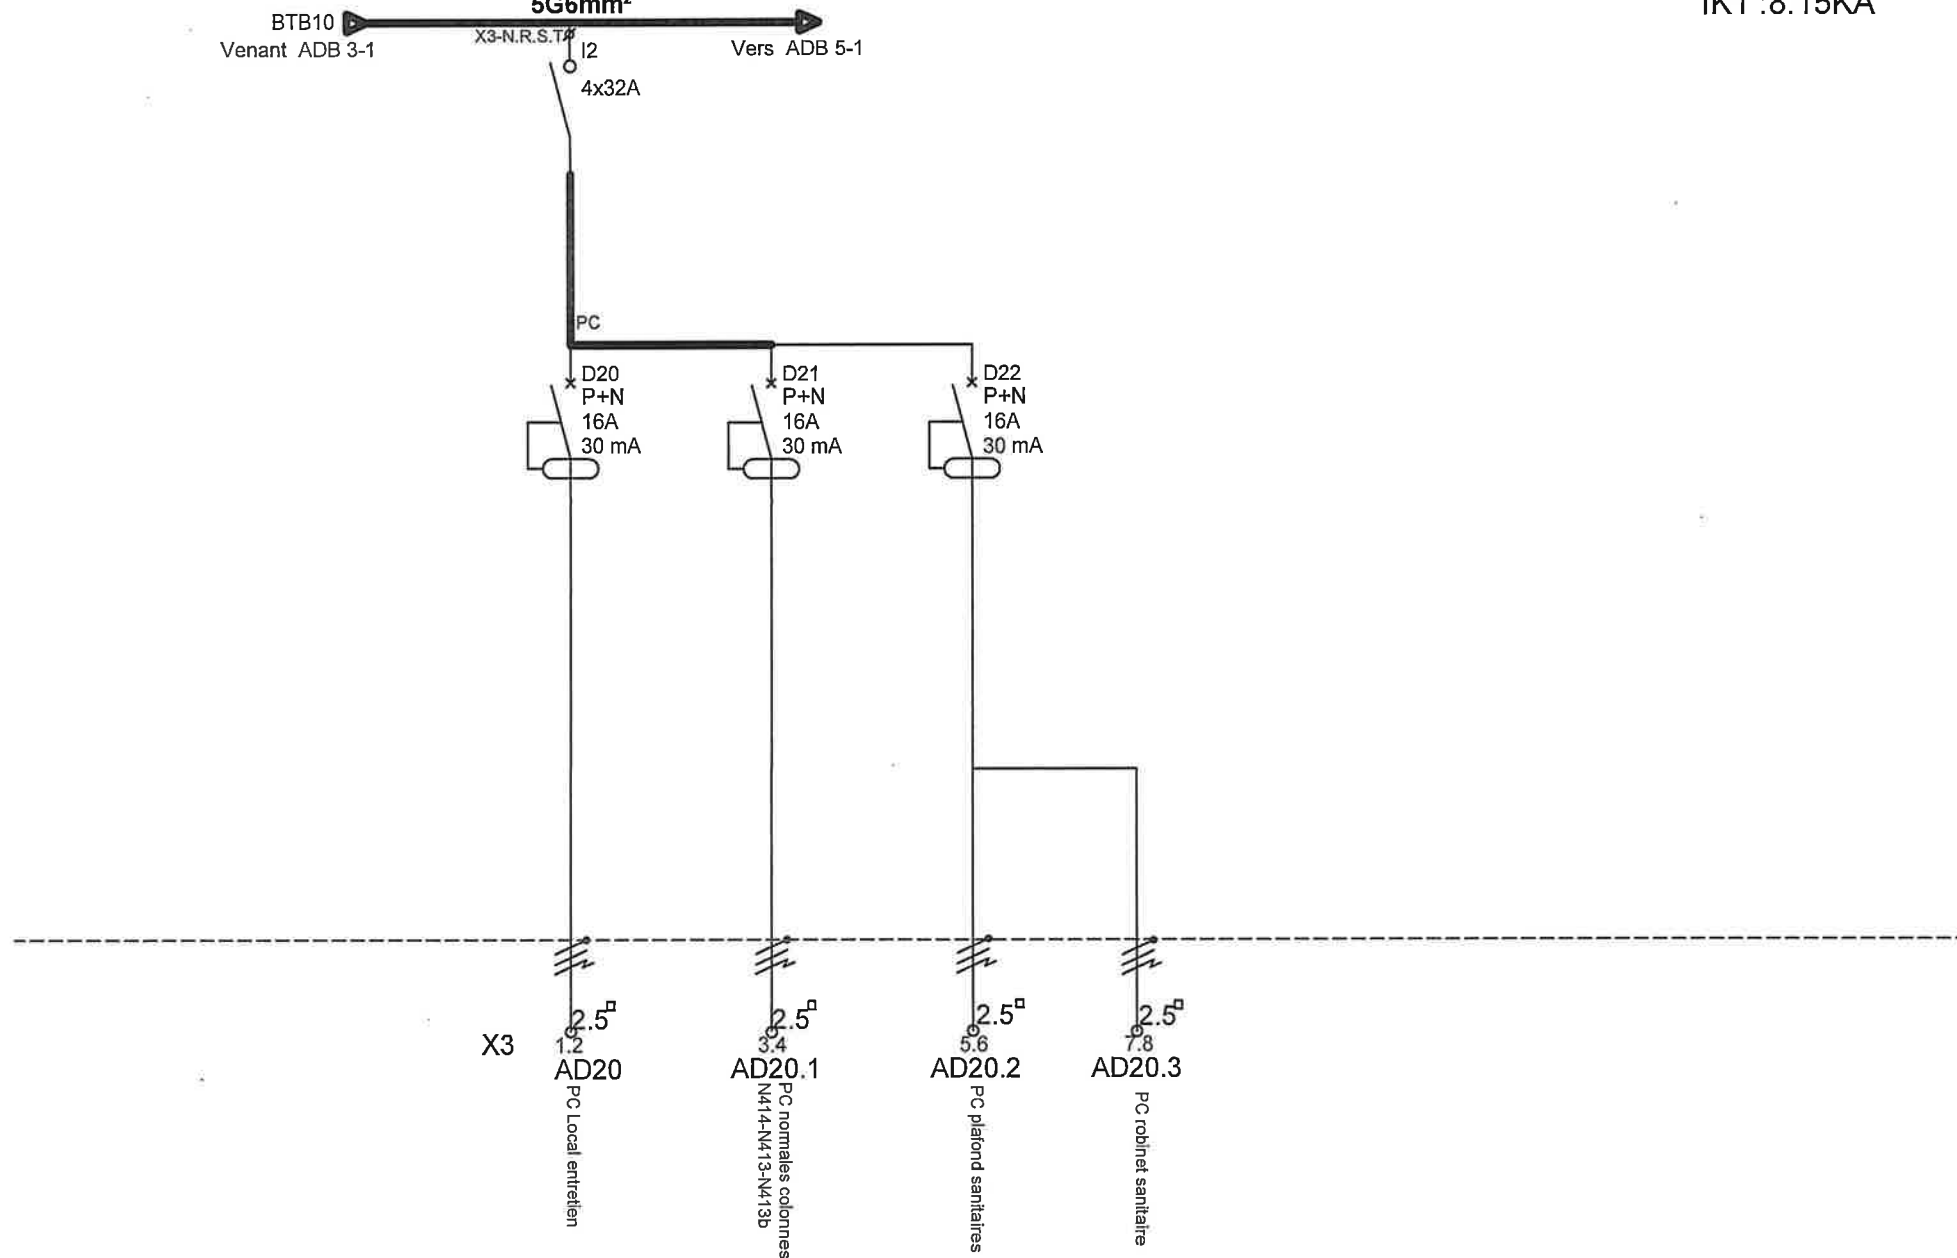 5G6mm²
IK1 :8.15KA
BTB10
X3-N.R.S.T
Venant ADB 3-1
Vers ADB 5-1
I2
4x32A
PC
D20
P+N
16A
30 mA
D21
P+N
16A
30 mA
D22
P+N
16A
30 mA
2.5
2.5
2.5
2.5
X3
1.2
3.4
5.6
7.8
AD20
AD20.1
AD20.2
AD20.3
PC Local entretien
PC normales colonnes
N414-N413-N413b
PC plafond sanitaires
PC robinet sanitaire